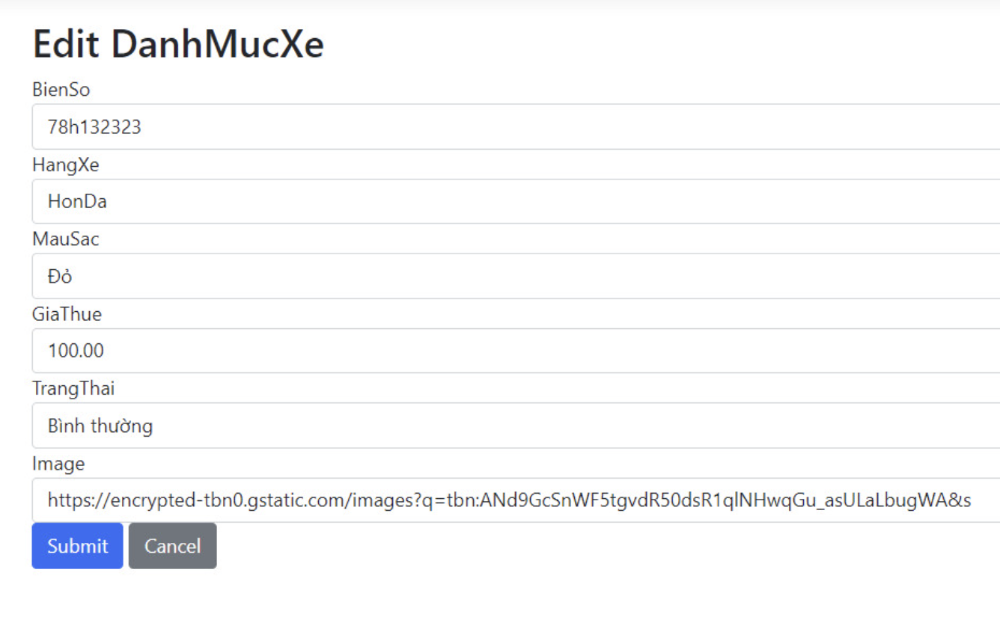 Edit DanhMucXe
BienSo
78h132323
HangXe
HonDa
MauSac
Đỏ
GiaThue
100.00
TrangThai
Bình thường
Image
https://encrypted-tbn0.gstatic.com/images?q=tbn:ANd9GcSnWF5tgvdR50dsR1qlNHwqGu_asULaLbugWA&s
Submit Cancel